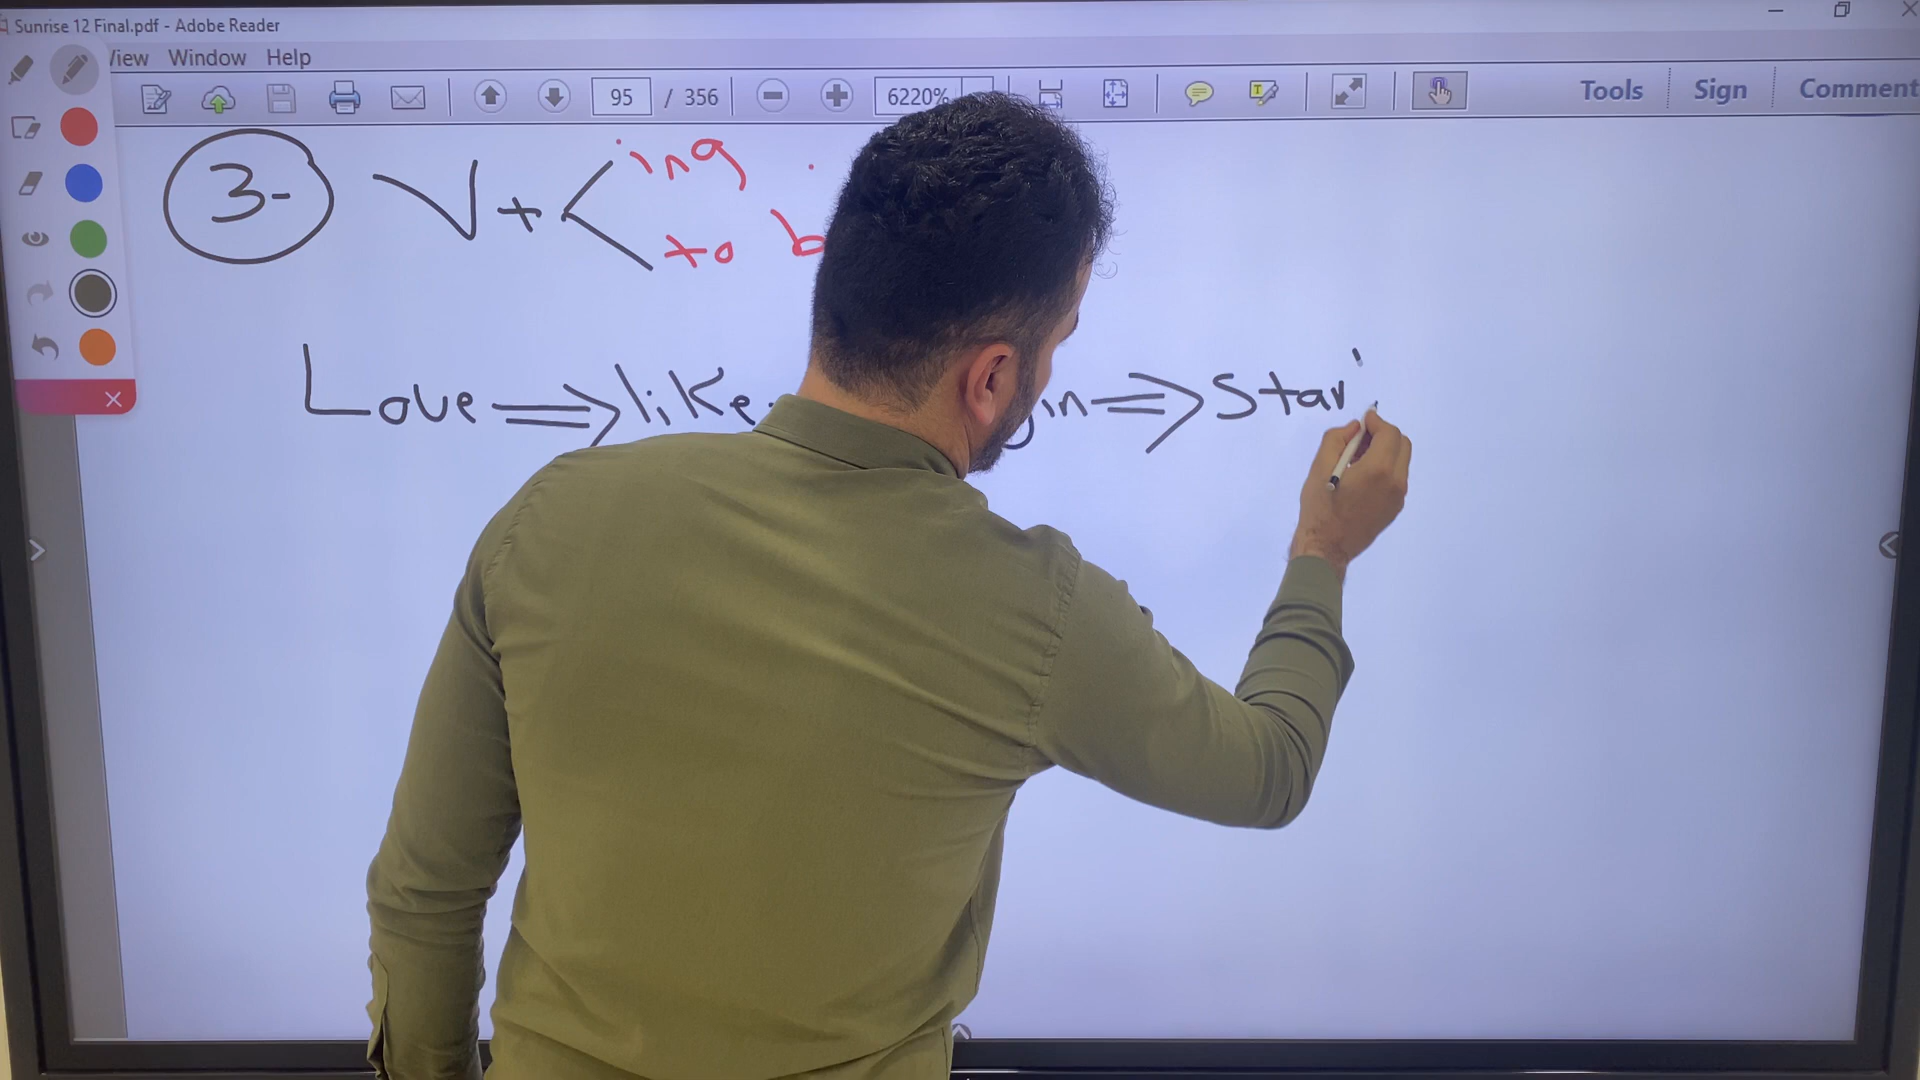 Sunrise 12 Final.pdf - Adobe Reader
View Window Help
95 / 356 6220% Tools Sign Comment
3- V + ing
to b
Love ⇒ like in ⇒ Star